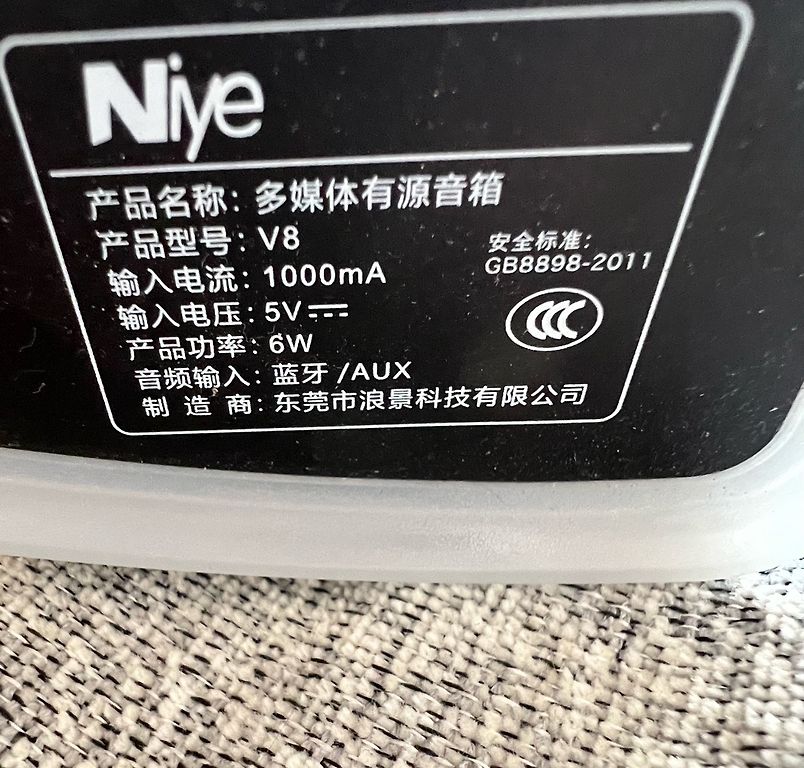 Niye
产品名称：多媒体有源音箱
产品型号：V8
安全标准：
GB8898-2011
输入电流：1000mA
输入电压：5V
产品功率：6W
音频输入：蓝牙/AUX
制造商：东莞市浪景科技有限公司